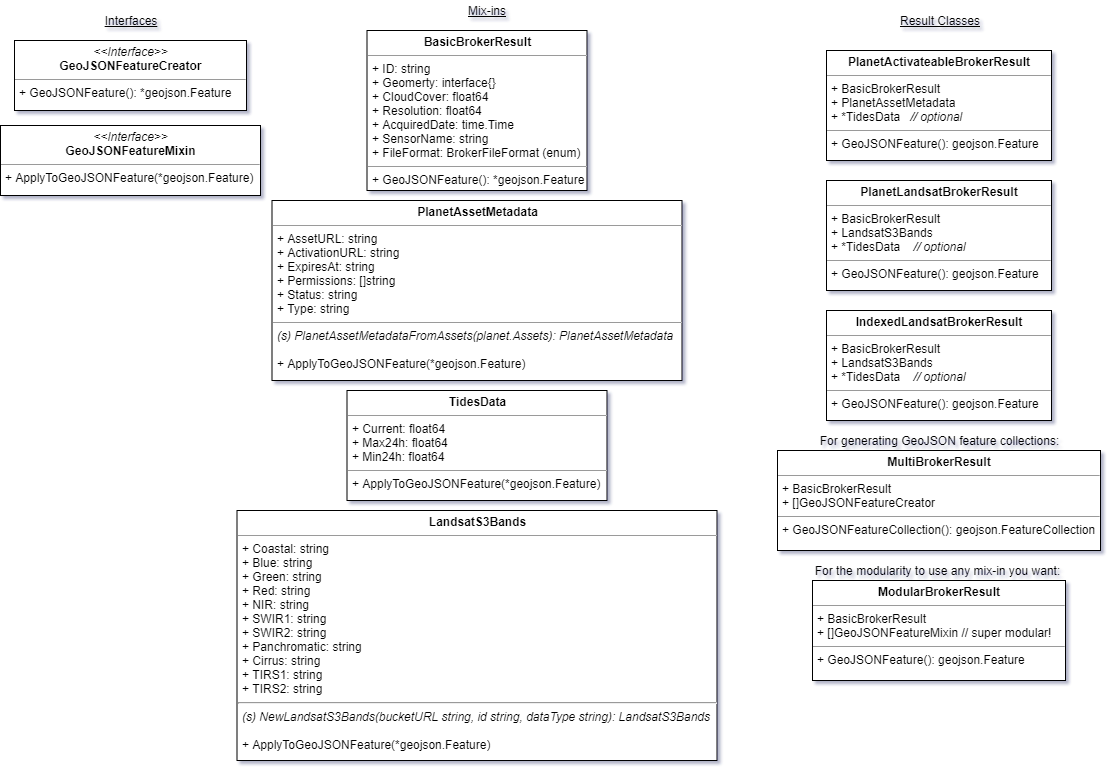 Interfaces
<<Interface>>
GeoJSONFeatureCreator
+ GeoJSONFeature(): *geojson.Feature
<<Interface>>
GeoJSONFeatureMixin
+ ApplyToGeoJSONFeature(*geojson.Feature)
Mix-ins
BasicBrokerResult
+ ID: string
+ Geomerty: interface{}
+ CloudCover: float64
+ Resolution: float64
+ AcquiredDate: time.Time
+ SensorName: string
+ FileFormat: BrokerFileFormat (enum)
+ GeoJSONFeature(): *geojson.Feature
PlanetAssetMetadata
+ AssetURL: string
+ ActivationURL: string
+ ExpiresAt: string
+ Permissions: []string
+ Status: string
+ Type: string
(s) PlanetAssetMetadataFromAssets(planet.Assets): PlanetAssetMetadata
+ ApplyToGeoJSONFeature(*geojson.Feature)
TidesData
+ Current: float64
+ Max24h: float64
+ Min24h: float64
+ ApplyToGeoJSONFeature(*geojson.Feature)
LandsatS3Bands
+ Coastal: string
+ Blue: string
+ Green: string
+ Red: string
+ NIR: string
+ SWIR1: string
+ SWIR2: string
+ Panchromatic: string
+ Cirrus: string
+ TIRS1: string
+ TIRS2: string
(s) NewLandsatS3Bands(bucketURL string, id string, dataType string): LandsatS3Bands
+ ApplyToGeoJSONFeature(*geojson.Feature)
Result Classes
PlanetActivateableBrokerResult
+ BasicBrokerResult
+ PlanetAssetMetadata
+ *TidesData // optional
+ GeoJSONFeature(): geojson.Feature
PlanetLandsatBrokerResult
+ BasicBrokerResult
+ LandsatS3Bands
+ *TidesData // optional
+ GeoJSONFeature(): geojson.Feature
IndexedLandsatBrokerResult
+ BasicBrokerResult
+ LandsatS3Bands
+ *TidesData // optional
+ GeoJSONFeature(): geojson.Feature
For generating GeoJSON feature collections:
MultiBrokerResult
+ BasicBrokerResult
+ []GeoJSONFeatureCreator
+ GeoJSONFeatureCollection(): geojson.FeatureCollection
For the modularity to use any mix-in you want:
ModularBrokerResult
+ BasicBrokerResult
+ []GeoJSONFeatureMixin // super modular!
+ GeoJSONFeature(): geojson.Feature